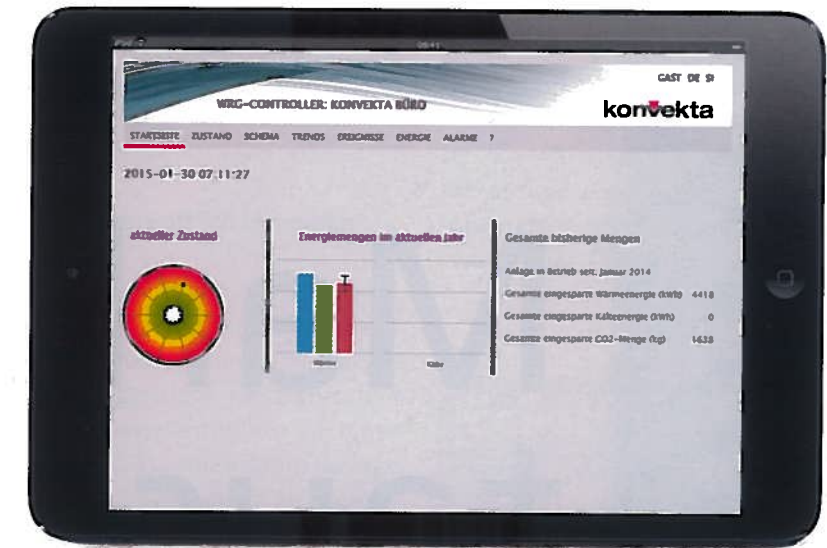 08:41
GAST DE SI
WRG-CONTROLLER: KONVEKTA BÜRO
konvekta
STARTSEITE ZUSTAND SCHEMA TRENDS EREIGNISSE ENERGIE ALARME ?
2015-01-30 07:11:27
aktueller Zustand
Energiemengen im aktuellen Jahr
Wärme
Kälte
Gesamte bisherige Mengen
Anlage in Betrieb seit: Januar 2014
Gesamte eingesparte Wärmeenergie (kWh) 4418
Gesamte eingesparte Kälteenergie (kWh) 0
Gesamte eingesparte CO2-Menge (kg) 1638